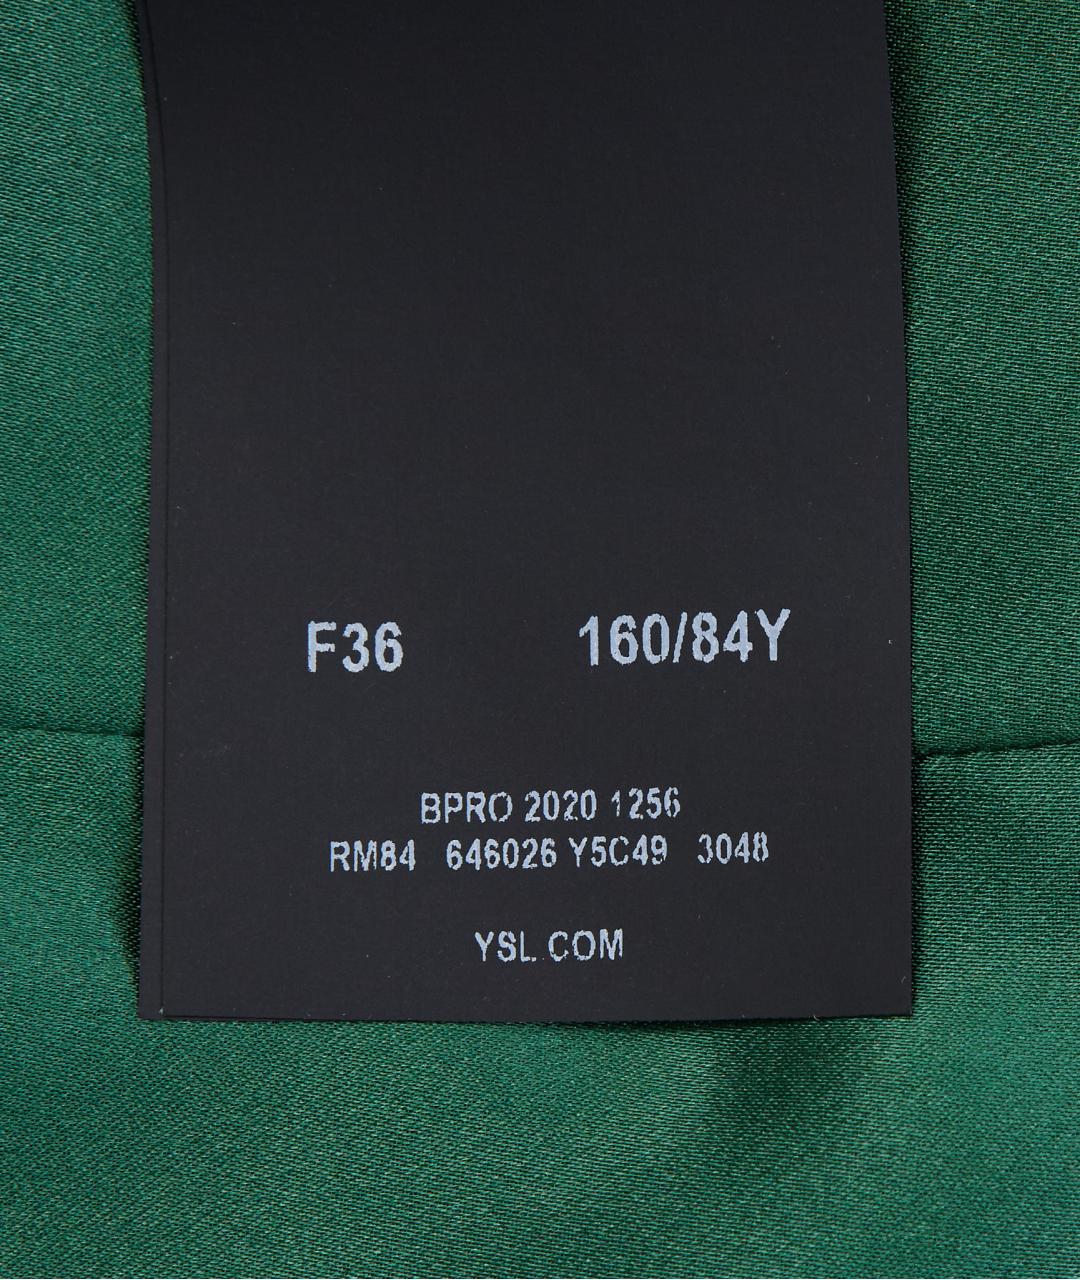 F36 160/84Y
BPRO 2020 1256
RM84 646026 Y5C49 3048
YSL.COM